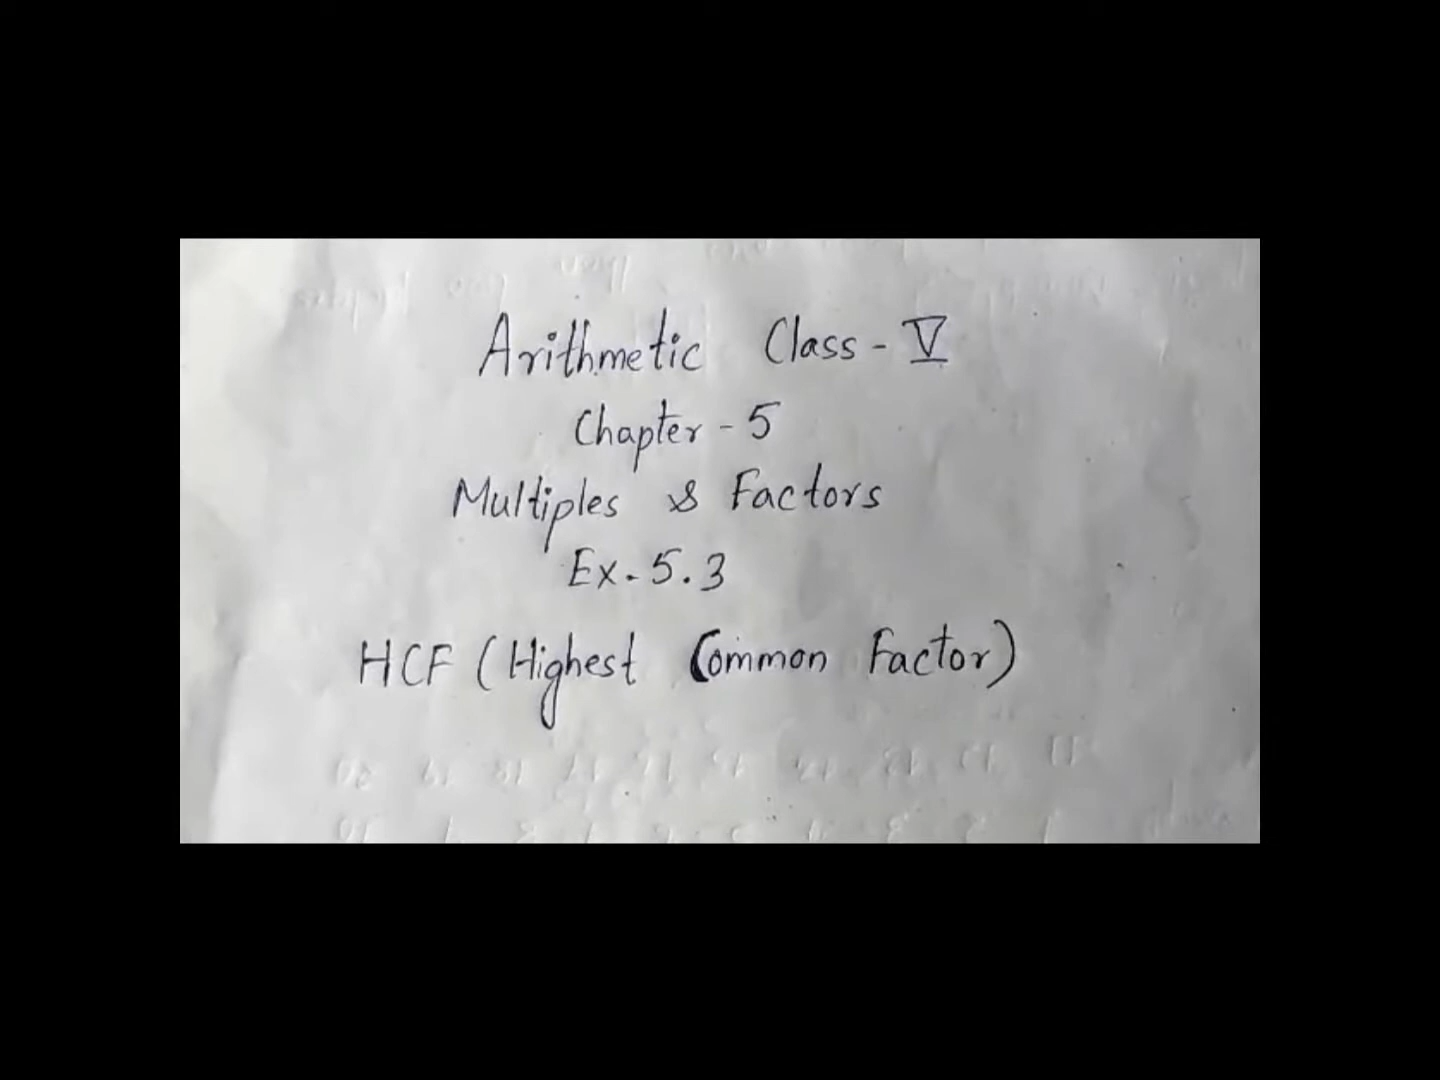 Arithmetic Class - V
Chapter - 5
Multiples & Factors
Ex. 5.3
HCF (Highest Common Factor)